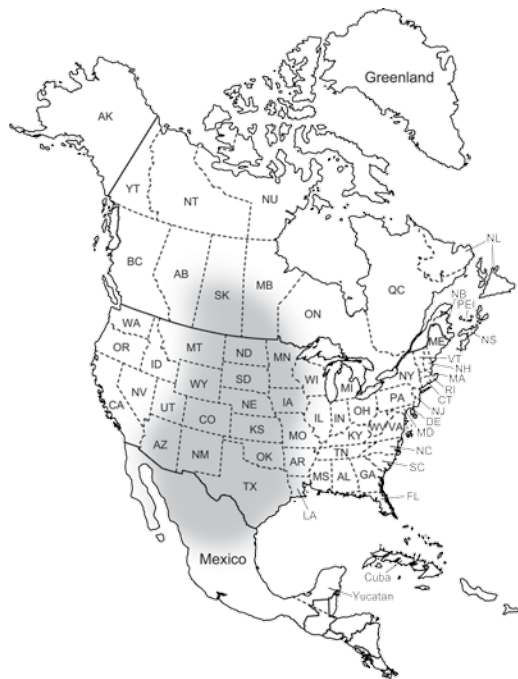 Greenland
AK
YT
NT
NU
NL
BC
AB
SK
MB
ON
QC
NB
PEI
NS
WA
MT
ND
MN
ME
VT
OR
ID
SD
WI
MI
NY
NH
MA
RI
CT
WY
NE
IA
PA
NJ
NV
UT
CO
IL
IN
OH
DE
CA
KS
MO
KY
WV
VA
MD
AZ
NM
OK
AR
TN
NC
SC
TX
MS
AL
GA
LA
FL
Mexico
Cuba
Yucatan